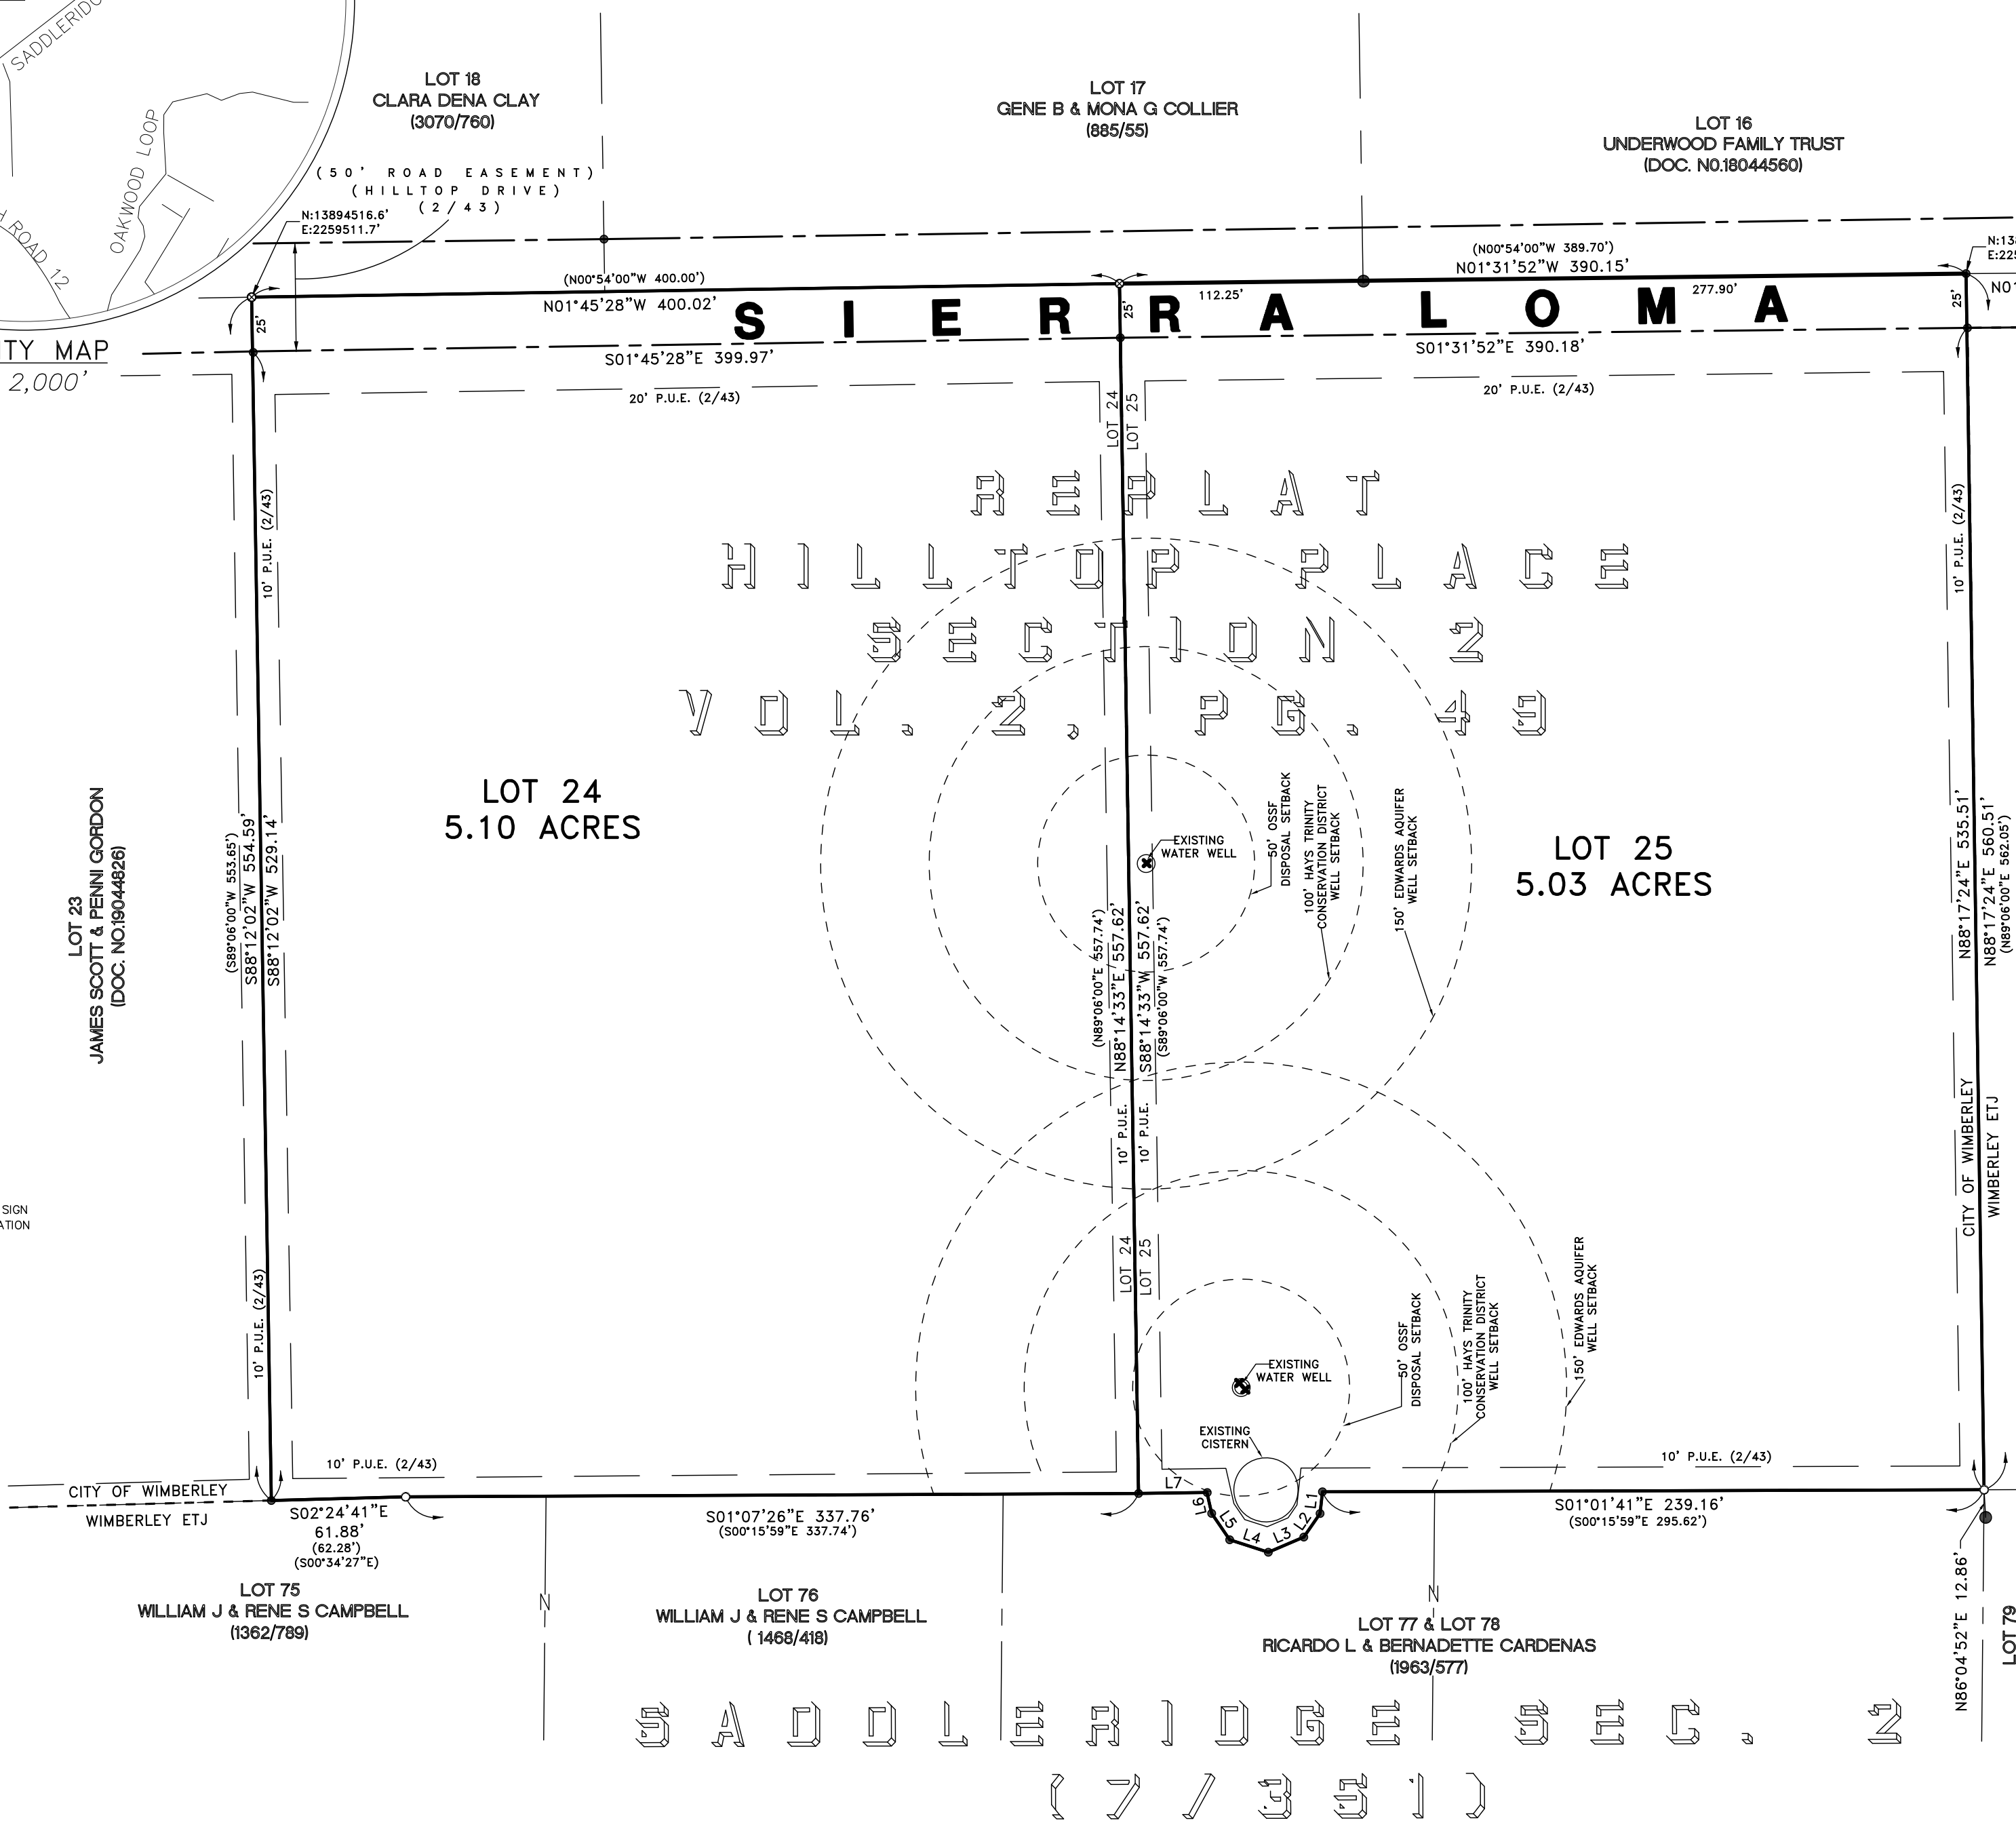 SADDLERIDG
OAKWOOD LOOP
H ROAD 12
TY MAP
2,000'
LOT 18
CLARA DENA CLAY
(3070/760)
(50' ROAD EASEMENT)
(HILLTOP DRIVE)
(2/43)
N:13894516.6'
E:2259511.7'
LOT 17
GENE B & MONA G COLLIER
(885/55)
LOT 16
UNDERWOOD FAMILY TRUST
(DOC. NO.18044560)
(N00°54'00"W 400.00')
N01°45'28"W 400.02'
(N00°54'00"W 389.70')
N01°31'52"W 390.15'
N:13
E:225
N01
25'
25'
112.25'
277.90'
25'
SIERRA LOMA
S01°45'28"E 399.97'
S01°31'52"E 390.18'
20' P.U.E. (2/43)
20' P.U.E. (2/43)
LOT 24
LOT 25
10' P.U.E. (2/43)
10' P.U.E. (2/43)
REPLAT
HILLTOP PLACE
SECTION 2
VOL. 2, PG. 43
LOT 24
5.10 ACRES
LOT 25
5.03 ACRES
EXISTING
WATER WELL
50' OSSF
DISPOSAL SETBACK
100' HAYS TRINITY
CONSERVATION DISTRICT
WELL SETBACK
150' EDWARDS AQUIFER
WELL SETBACK
LOT 23
JAMES SCOTT & PENNI GORDON
(DOC. NO.19044826)
(S89°06'00"W 553.65')
S88°12'02"W 554.59'
S88°12'02"W 529.14'
(N89°06'00"E 557.74')
N88°14'33"E 557.62'
S88°14'33"W 557.62'
(S89°06'00"W 557.74')
N88°17'24"E 535.51'
N88°17'24"E 560.51'
(N89°06'00"E 562.05')
10' P.U.E.
10' P.U.E.
CITY OF WIMBERLEY
WIMBERLEY ETJ
SIGN
ATION
LOT 24
LOT 25
10' P.U.E. (2/43)
EXISTING
WATER WELL
50' OSSF
DISPOSAL SETBACK
100' HAYS TRINITY
CONSERVATION DISTRICT
WELL SETBACK
150' EDWARDS AQUIFER
WELL SETBACK
EXISTING
CISTERN
10' P.U.E. (2/43)
10' P.U.E. (2/43)
CITY OF WIMBERLEY
WIMBERLEY ETJ
L7
L6
L5
L4
L3
L2
L1
S02°24'41"E
61.88'
(62.28')
(S00°34'27"E)
S01°07'26"E 337.76'
(S00°15'59"E 337.74')
S01°01'41"E 239.16'
(S00°15'59"E 295.62')
N86°04'52"E 12.86'
LOT 75
WILLIAM J & RENE S CAMPBELL
(1362/789)
N
LOT 76
WILLIAM J & RENE S CAMPBELL
( 1468/418)
N
LOT 77 & LOT 78
RICARDO L & BERNADETTE CARDENAS
(1963/577)
LOT 79
SADDLERIDGE SEC. 2
(7/351)